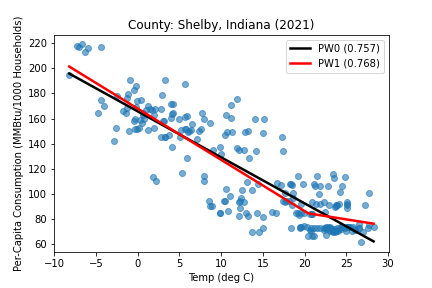 County: Shelby, Indiana (2021)
PW0 (0.757)
PW1 (0.768)
Per-Capita Consumption (MMBtu/1000 Households)
220
200
180
160
140
120
100
80
60
−10 −5 0 5 10 15 20 25 30
Temp (deg C)